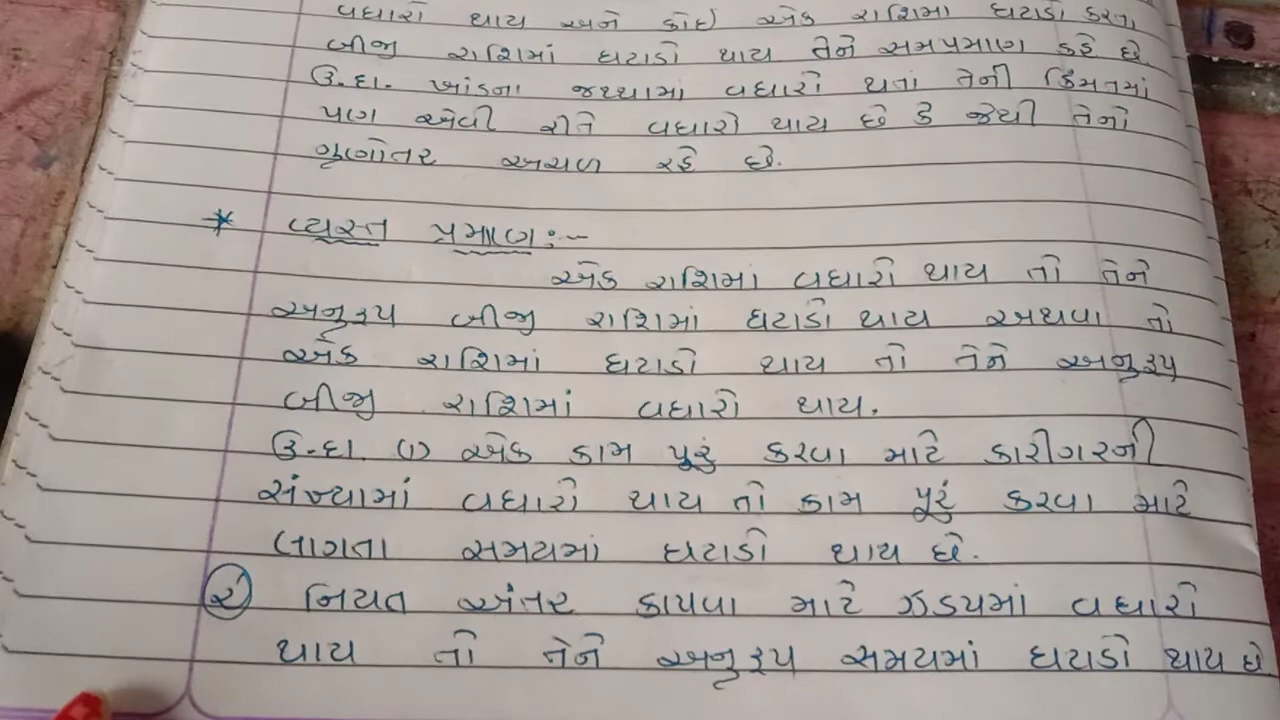 વધારો થાય અને કોઈ એક રાશિમા ઘટાડો કરતા
બીજી રાશિમાં ઘટાડો થાય તેને સમપ્રમાણ કહે છે.
ઉ.દા. ખાંડના જથ્થામાં વધારો થતાં તેની કિંમતમાં
પણ એવી રીતે વધારો થાય છે કે જેથી તેનો
ગુણોતર અચળ રહે છે.
* વ્યસ્ત પ્રમાણ :-
એક રાશિમાં વધારો થાય તો તેને
અનુરૂપ બીજી રાશિમાં ઘટાડો થાય અથવા તો
એક રાશિમાં ઘટાડો થાય તો તેને અનુરૂપ
બીજી રાશિમાં વધારો થાય.
ઉ.દા. (૧) એક કામ પૂરું કરવા માટે કારીગરની
સંખ્યામાં વધારો થાય તો કામ પૂરું કરવા માટે
લાગતા સમયમાં ઘટાડો થાય છે.
૨ નિયત અંતર કાપવા માટે ઝડપમાં વધારો
થાય તો તેને અનુરૂપ સમયમાં ઘટાડો થાય છે